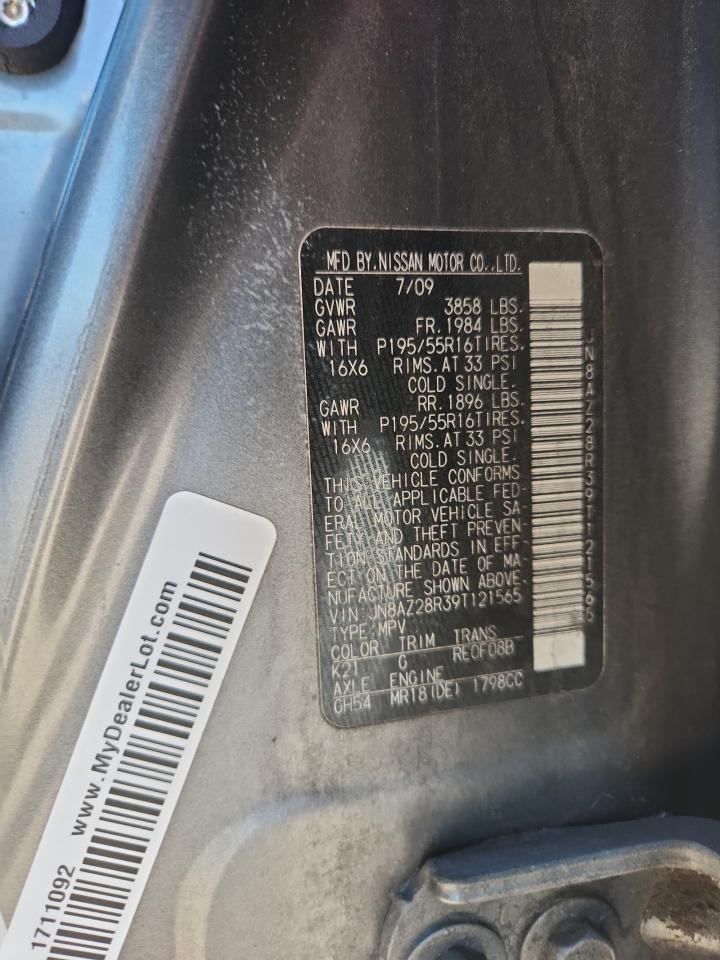 MFD BY.NISSAN MOTOR CO.,LTD.
DATE 7/09
GVWR 3858 LBS.
GAWR FR.1984 LBS.
WITH P195/55R16TIRES.
16X6 RIMS.AT 33 PSI
COLD SINGLE.
GAWR RR.1896 LBS.
WITH P195/55R16TIRES.
16X6 RIMS.AT 33 PSI
COLD SINGLE.
THIS VEHICLE CONFORMS
TO ALL APPLICABLE FED-
ERAL MOTOR VEHICLE SA
FETY AND THEFT PREVEN
TION STANDARDS IN EFF
ECT ON THE DATE OF MA
NUFACTURE SHOWN ABOVE.
VIN: JN8AZ28R39T121565
TYPE:MPV
COLOR TRIM TRANS
K21 G RE0F08B
AXLE ENGINE
GH54 MR18(DE) 1798CC
JN8AZ28R39T121565
1711092 www.MyDealerLot.com